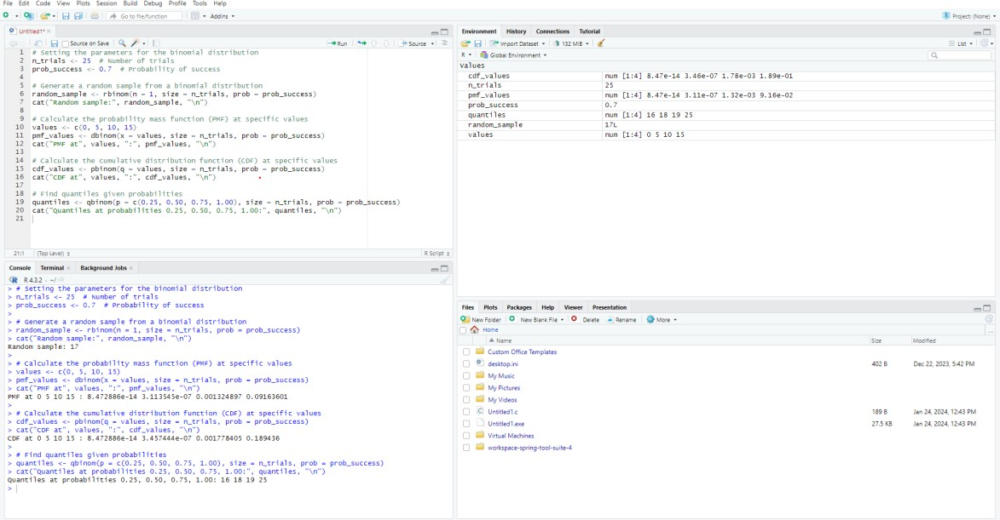 File Edit Code View Plots Session Build Debug Profile Tools Help
Go to file/function Addins Project: (None)
Untitled1*
Source on Save Run Source
1 # Setting the parameters for the binomial distribution
2 n_trials <- 25 # Number of trials
3 prob_success <- 0.7 # Probability of success
4
5 # Generate a random sample from a binomial distribution
6 random_sample <- rbinom(n = 1, size = n_trials, prob = prob_success)
7 cat("Random sample:", random_sample, "\n")
8
9 # Calculate the probability mass function (PMF) at specific values
10 values <- c(0, 5, 10, 15)
11 pmf_values <- dbinom(x = values, size = n_trials, prob = prob_success)
12 cat("PMF at", values, ":", pmf_values, "\n")
13
14 # Calculate the cumulative distribution function (CDF) at specific values
15 cdf_values <- pbinom(q = values, size = n_trials, prob = prob_success)
16 cat("CDF at", values, ":", cdf_values, "\n")
17
18 # Find quantiles given probabilities
19 quantiles <- qbinom(p = c(0.25, 0.50, 0.75, 1.00), size = n_trials, prob = prob_success)
20 cat("Quantiles at probabilities 0.25, 0.50, 0.75, 1.00:", quantiles, "\n")
21
21:1 (Top Level) R Script
Console Terminal Background Jobs
R 4.3.2 · ~/
> # Setting the parameters for the binomial distribution
> n_trials <- 25 # Number of trials
> prob_success <- 0.7 # Probability of success
>
> # Generate a random sample from a binomial distribution
> random_sample <- rbinom(n = 1, size = n_trials, prob = prob_success)
> cat("Random sample:", random_sample, "\n")
Random sample: 17
>
> # Calculate the probability mass function (PMF) at specific values
> values <- c(0, 5, 10, 15)
> pmf_values <- dbinom(x = values, size = n_trials, prob = prob_success)
> cat("PMF at", values, ":", pmf_values, "\n")
PMF at 0 5 10 15 : 8.472886e-14 3.113545e-07 0.001324897 0.09163601
>
> # Calculate the cumulative distribution function (CDF) at specific values
> cdf_values <- pbinom(q = values, size = n_trials, prob = prob_success)
> cat("CDF at", values, ":", cdf_values, "\n")
CDF at 0 5 10 15 : 8.472886e-14 3.457444e-07 0.001778405 0.189436
>
> # Find quantiles given probabilities
> quantiles <- qbinom(p = c(0.25, 0.50, 0.75, 1.00), size = n_trials, prob = prob_success)
> cat("Quantiles at probabilities 0.25, 0.50, 0.75, 1.00:", quantiles, "\n")
Quantiles at probabilities 0.25, 0.50, 0.75, 1.00: 16 18 19 25
>
Environment History Connections Tutorial
Import Dataset 132 MiB List
R Global Environment
values
cdf_values num [1:4] 8.47e-14 3.46e-07 1.78e-03 1.89e-01
n_trials 25
pmf_values num [1:4] 8.47e-14 3.11e-07 1.32e-03 9.16e-02
prob_success 0.7
quantiles num [1:4] 16 18 19 25
random_sample 17L
values num [1:4] 0 5 10 15
Files Plots Packages Help Viewer Presentation
New Folder New Blank File Delete Rename More
Home ...
Name Size Modified
Custom Office Templates
desktop.ini 402 B Dec 22, 2023, 5:42 PM
My Music
My Pictures
My Videos
Untitled1.c 189 B Jan 24, 2024, 12:43 PM
Untitled1.exe 27.5 KB Jan 24, 2024, 12:43 PM
Virtual Machines
workspace-spring-tool-suite-4